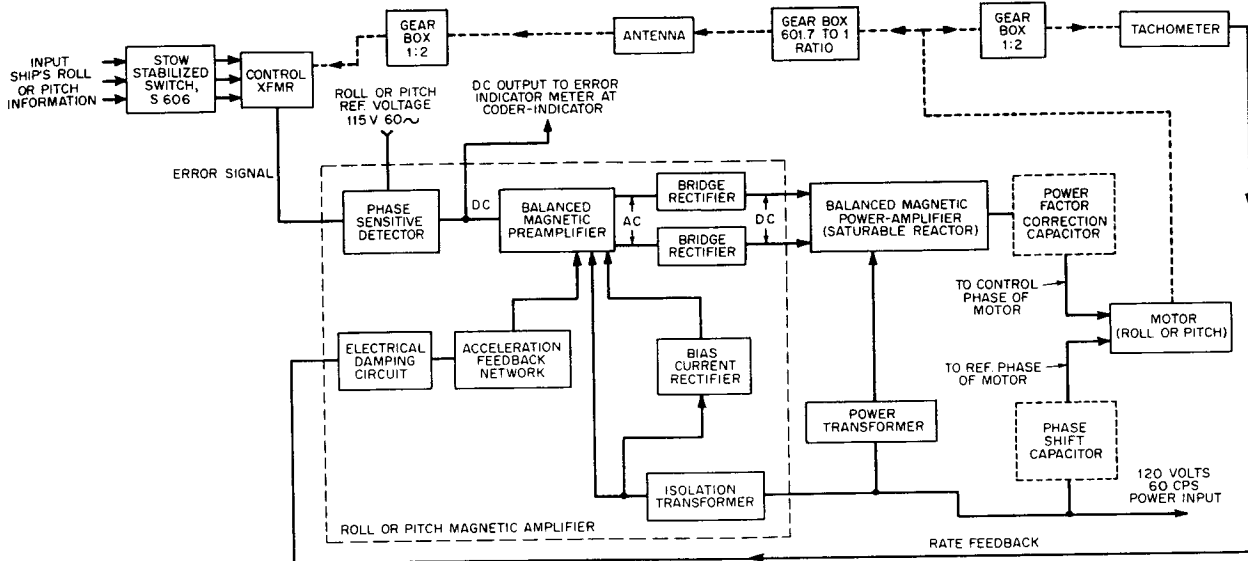 GEAR
BOX
1:2
ANTENNA
GEAR BOX
601.7 TO 1
RATIO
GEAR
BOX
1:2
TACHOMETER
INPUT
SHIP'S ROLL
OR PITCH
INFORMATION
STOW
STABILIZED
SWITCH,
S 606
CONTROL
XFMR
ROLL OR PITCH
REF. VOLTAGE
115 V 60~
DC OUTPUT TO ERROR
INDICATOR METER AT
CODER-INDICATOR
ERROR SIGNAL
PHASE
SENSITIVE
DETECTOR
DC
BALANCED
MAGNETIC
PREAMPLIFIER
AC
BRIDGE
RECTIFIER
BRIDGE
RECTIFIER
DC
BALANCED MAGNETIC
POWER-AMPLIFIER
(SATURABLE REACTOR)
POWER
FACTOR
CORRECTION
CAPACITOR
TO CONTROL
PHASE OF
MOTOR
MOTOR
(ROLL OR PITCH)
ELECTRICAL
DAMPING
CIRCUIT
ACCELERATION
FEEDBACK
NETWORK
BIAS
CURRENT
RECTIFIER
TO REF. PHASE
OF MOTOR
POWER
TRANSFORMER
PHASE
SHIFT
CAPACITOR
ISOLATION
TRANSFORMER
120 VOLTS
60 CPS
POWER INPUT
ROLL OR PITCH MAGNETIC AMPLIFIER
RATE FEEDBACK